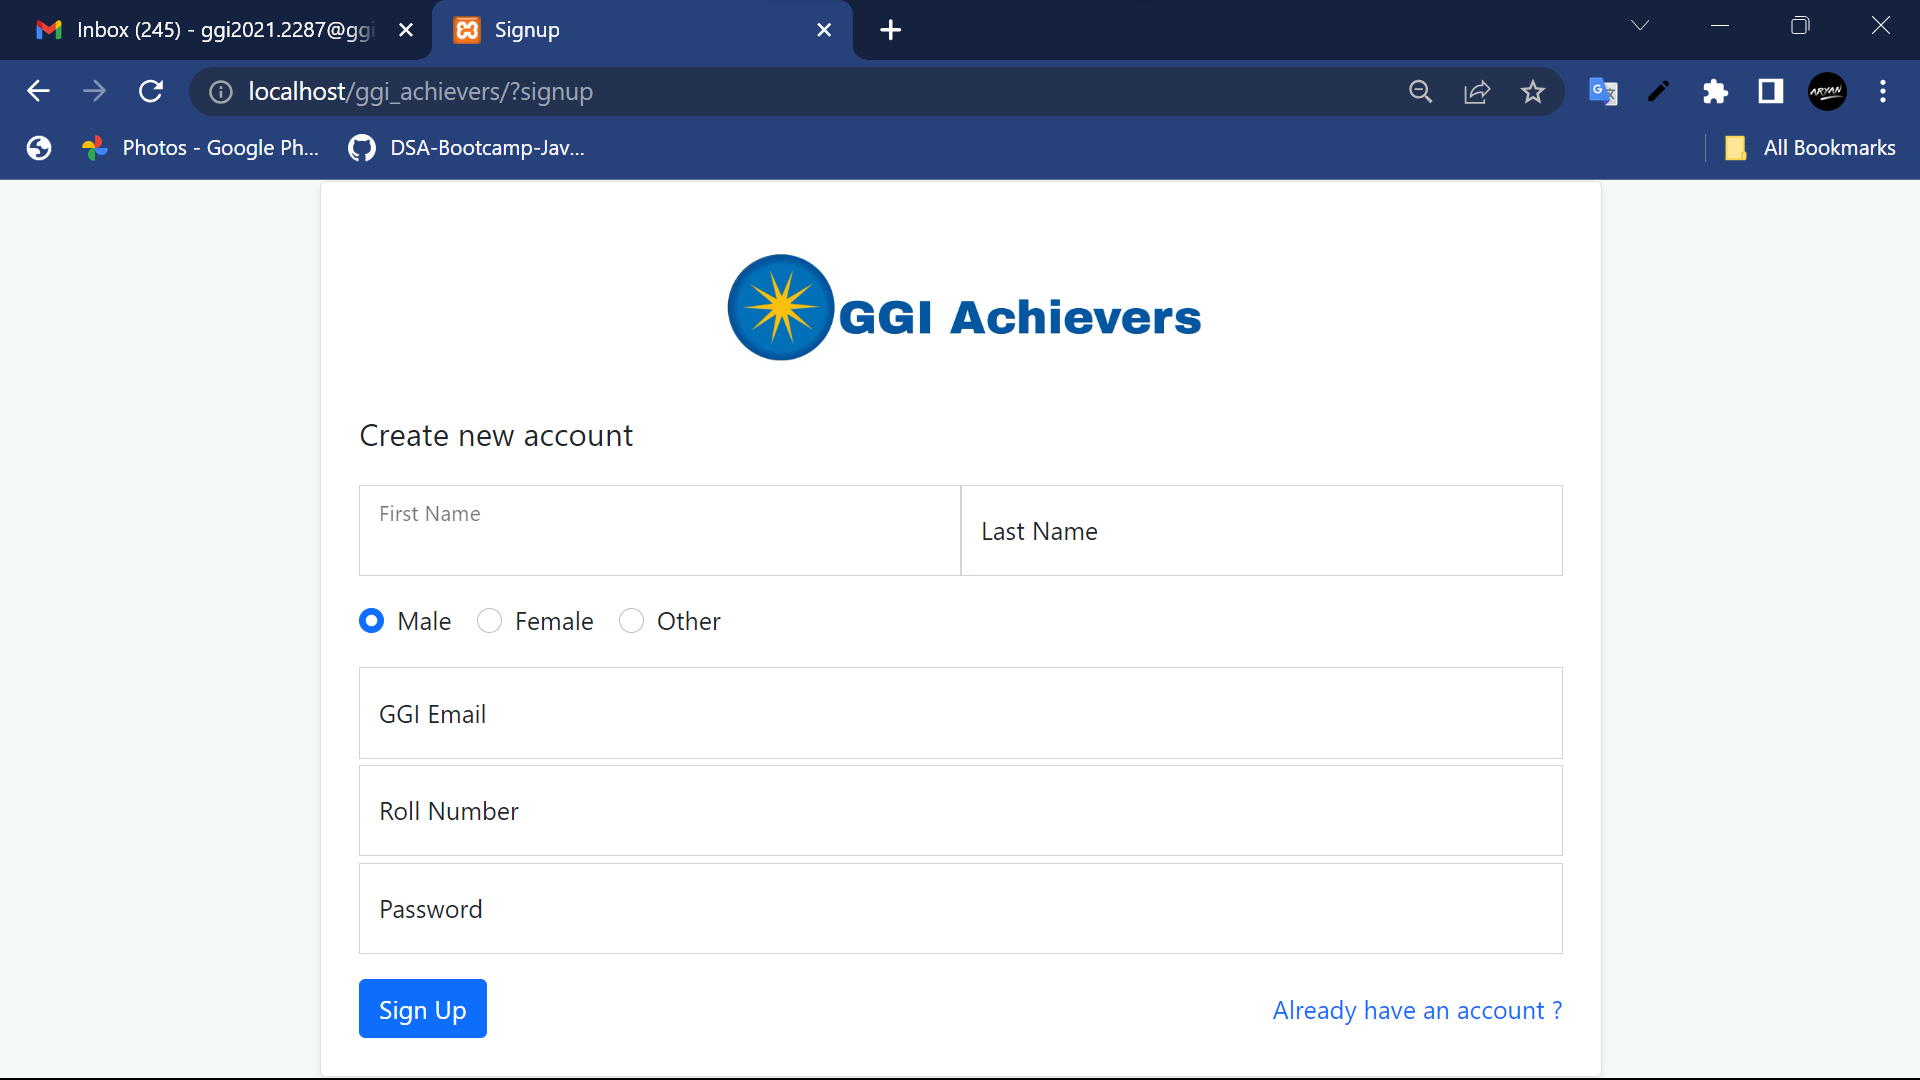 Inbox (245) - ggi2021.2287@ggi
Signup
localhost/ggi_achievers/?signup
ARYAN
Photos - Google Ph...
DSA-Bootcamp-Jav...
All Bookmarks
GGI Achievers
Create new account
First Name
Last Name
Male
Female
Other
GGI Email
Roll Number
Password
Sign Up
Already have an account ?